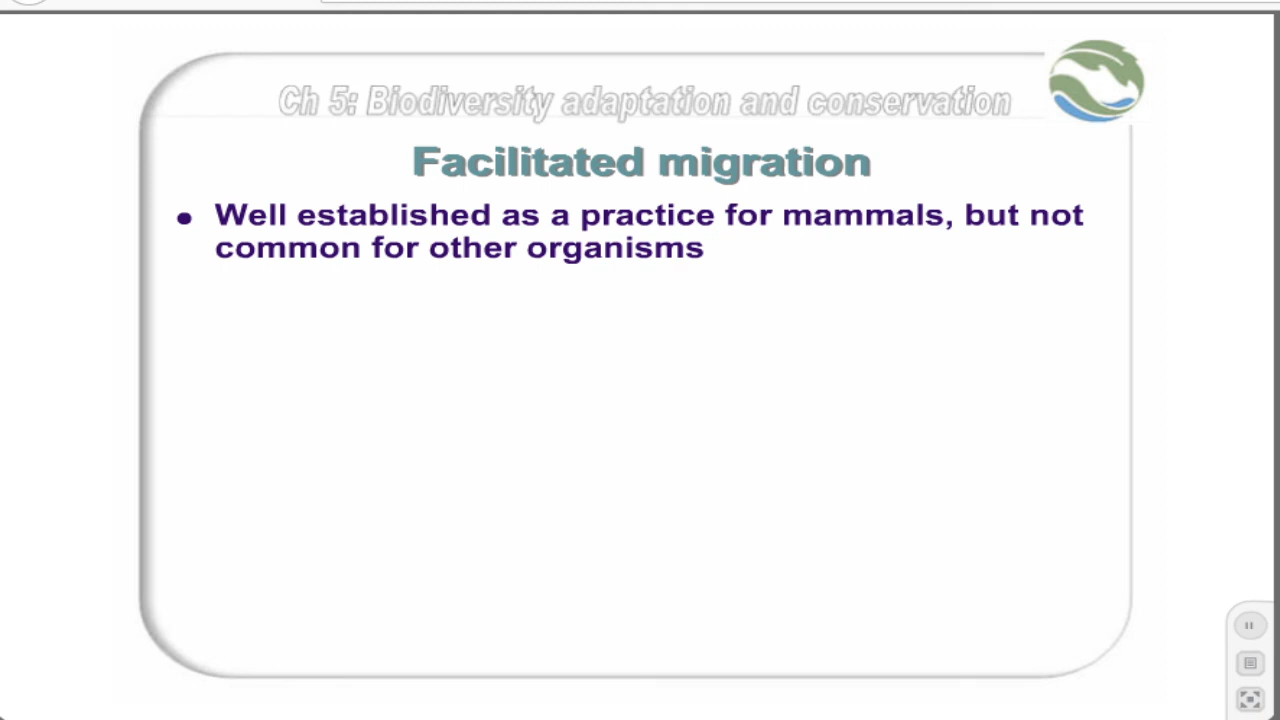 Ch 5: Biodiversity adaptation and conservation
Facilitated migration
• Well established as a practice for mammals, but not
common for other organisms